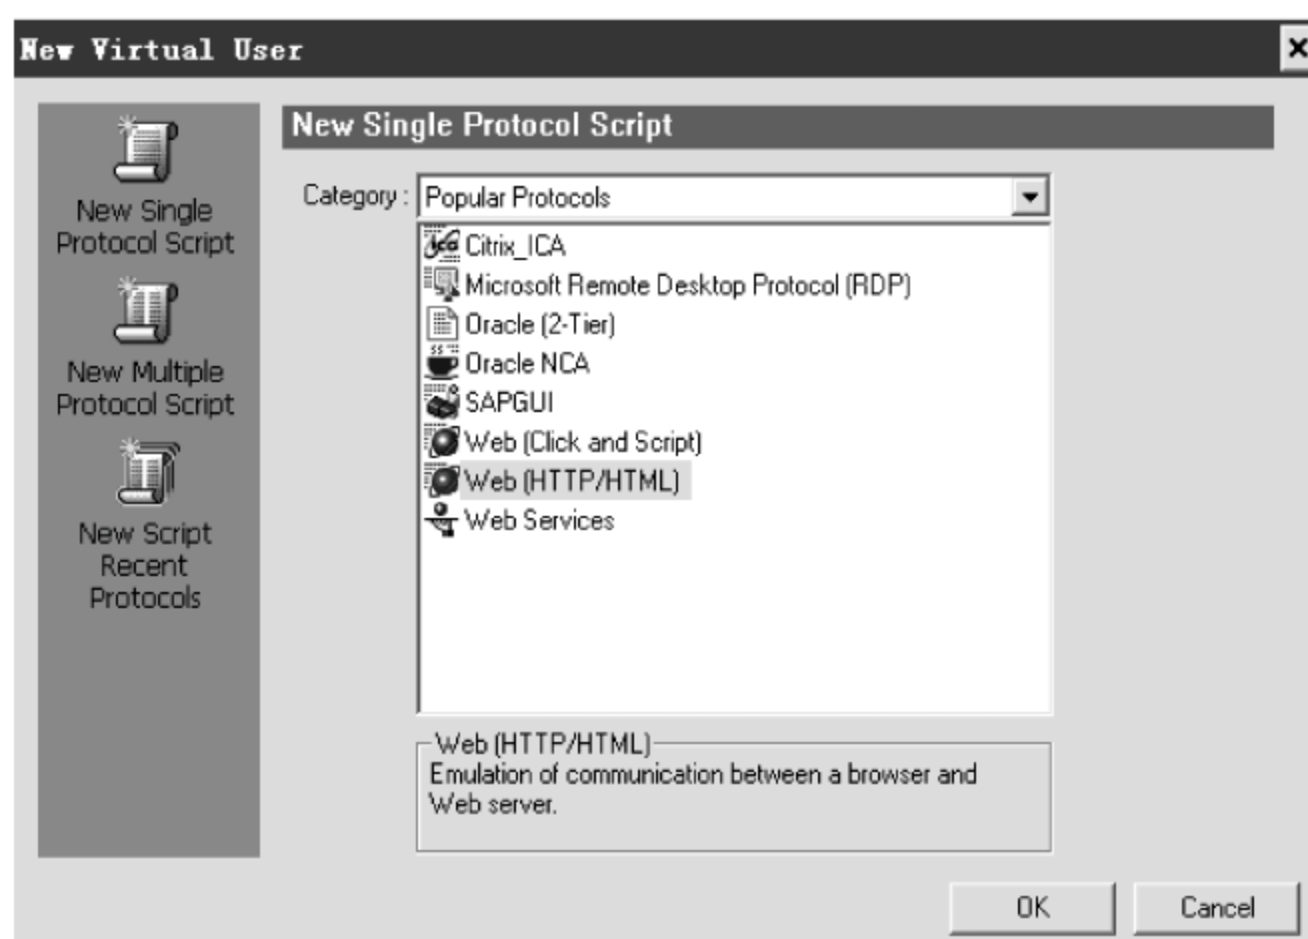 New Virtual User
New Single Protocol Script
New Single
Protocol Script
New Multiple
Protocol Script
New Script
Recent
Protocols
Category :
Popular Protocols
Citrix_ICA
Microsoft Remote Desktop Protocol (RDP)
Oracle (2-Tier)
Oracle NCA
SAPGUI
Web (Click and Script)
Web (HTTP/HTML)
Web Services
Web (HTTP/HTML)
Emulation of communication between a browser and
Web server.
OK
Cancel